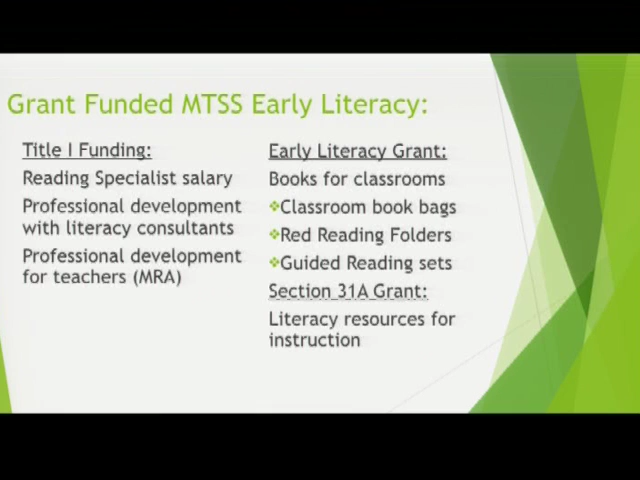 Grant Funded MTSS Early Literacy:
Title I Funding:
Reading Specialist salary
Professional development
with literacy consultants
Professional development
for teachers (MRA)
Early Literacy Grant:
Books for classrooms
❖Classroom book bags
❖Red Reading Folders
❖Guided Reading sets
Section 31A Grant:
Literacy resources for
instruction